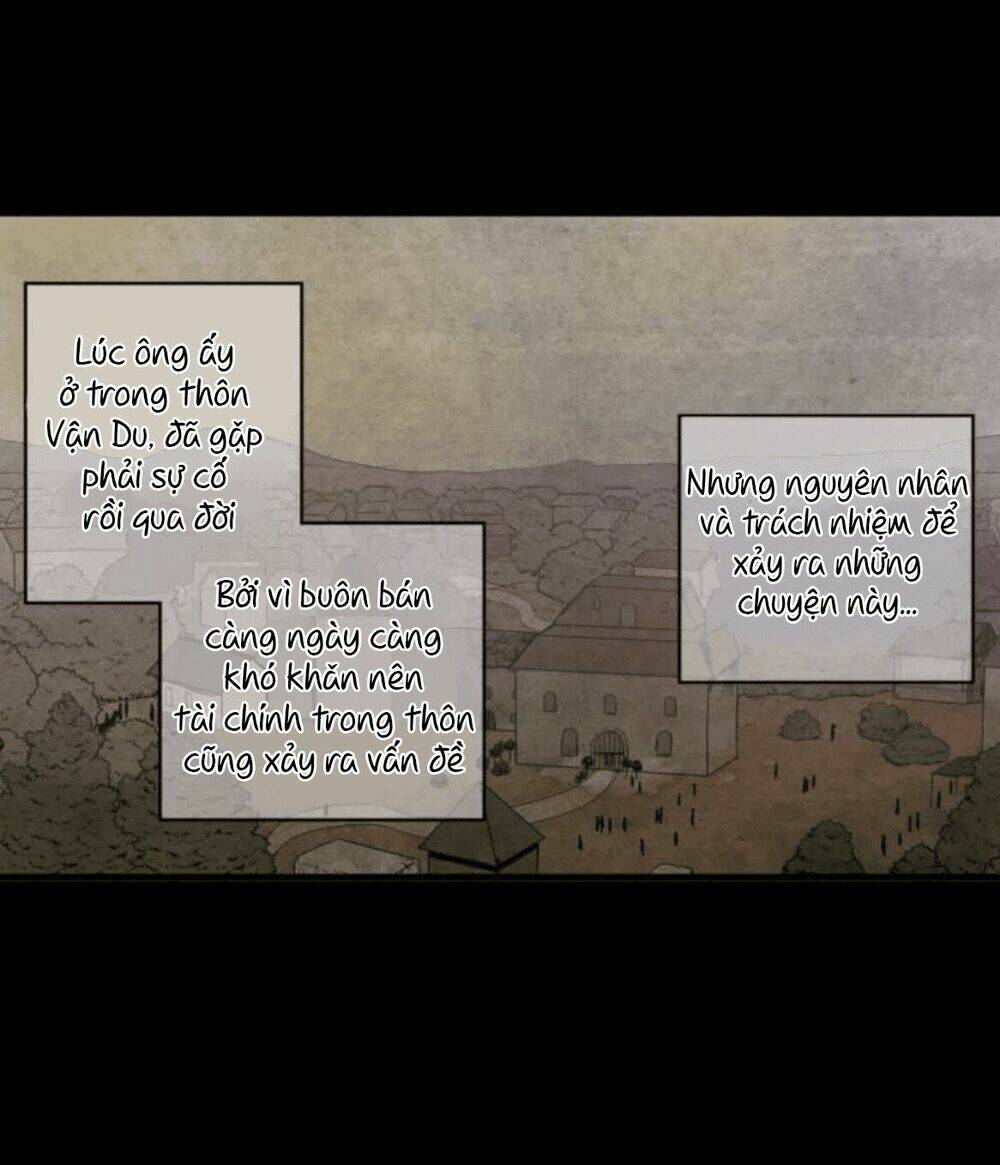 Lúc ông ấy
ở trong thôn
Vận Du, đã gặp
phải sự cố
rồi qua đời
Bởi vì buôn bán
càng ngày càng
khó khăn nên
tài chính trong thôn
cũng xảy ra vấn đề
Nhưng nguyên nhân
và trách nhiệm để
xảy ra những
chuyện này...